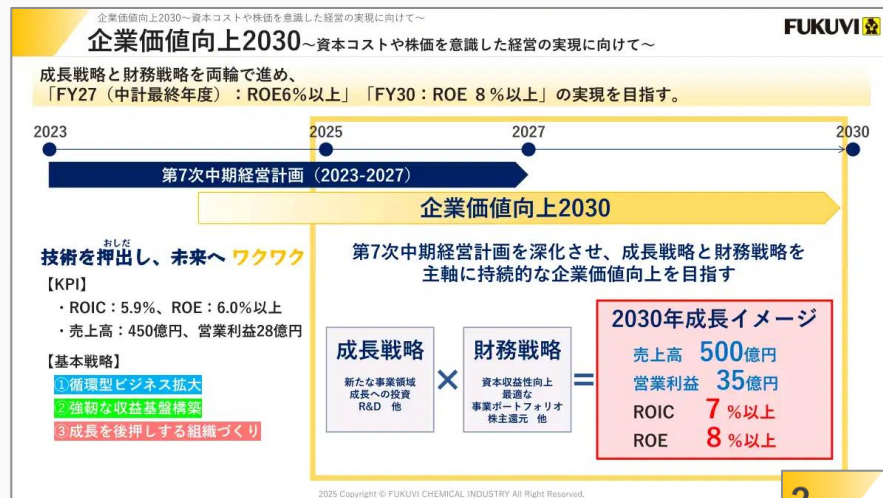 企業価値向上2030～資本コストや株価を意識した経営の実現に向けて～
企業価値向上2030～資本コストや株価を意識した経営の実現に向けて～
FUKUVI
成長戦略と財務戦略を両輪で進め、
「FY27（中計最終年度）：ROE6%以上」「FY30：ROE ８%以上」の実現を目指す。
2023 2025 2027 2030
第7次中期経営計画（2023-2027）
企業価値向上2030
おしだ
技術を押出し、未来へ ワクワク
【KPI】
・ROIC：5.9%、ROE：6.0%以上
・売上高：450億円、営業利益28億円
【基本戦略】
①循環型ビジネス拡大
②強靭な収益基盤構築
③成長を後押しする組織づくり
第7次中期経営計画を深化させ、成長戦略と財務戦略を
主軸に持続的な企業価値向上を目指す
成長戦略
新たな事業領域
成長への投資
R&D 他
×
財務戦略
資本収益性向上
最適な
事業ポートフォリオ
株主還元 他
=
2030年成長イメージ
売上高 500億円
営業利益 35億円
ROIC 7 %以上
ROE 8 %以上
2025 Copyright © FUKUVI CHEMICAL INDUSTRY All Right Reserved.
2